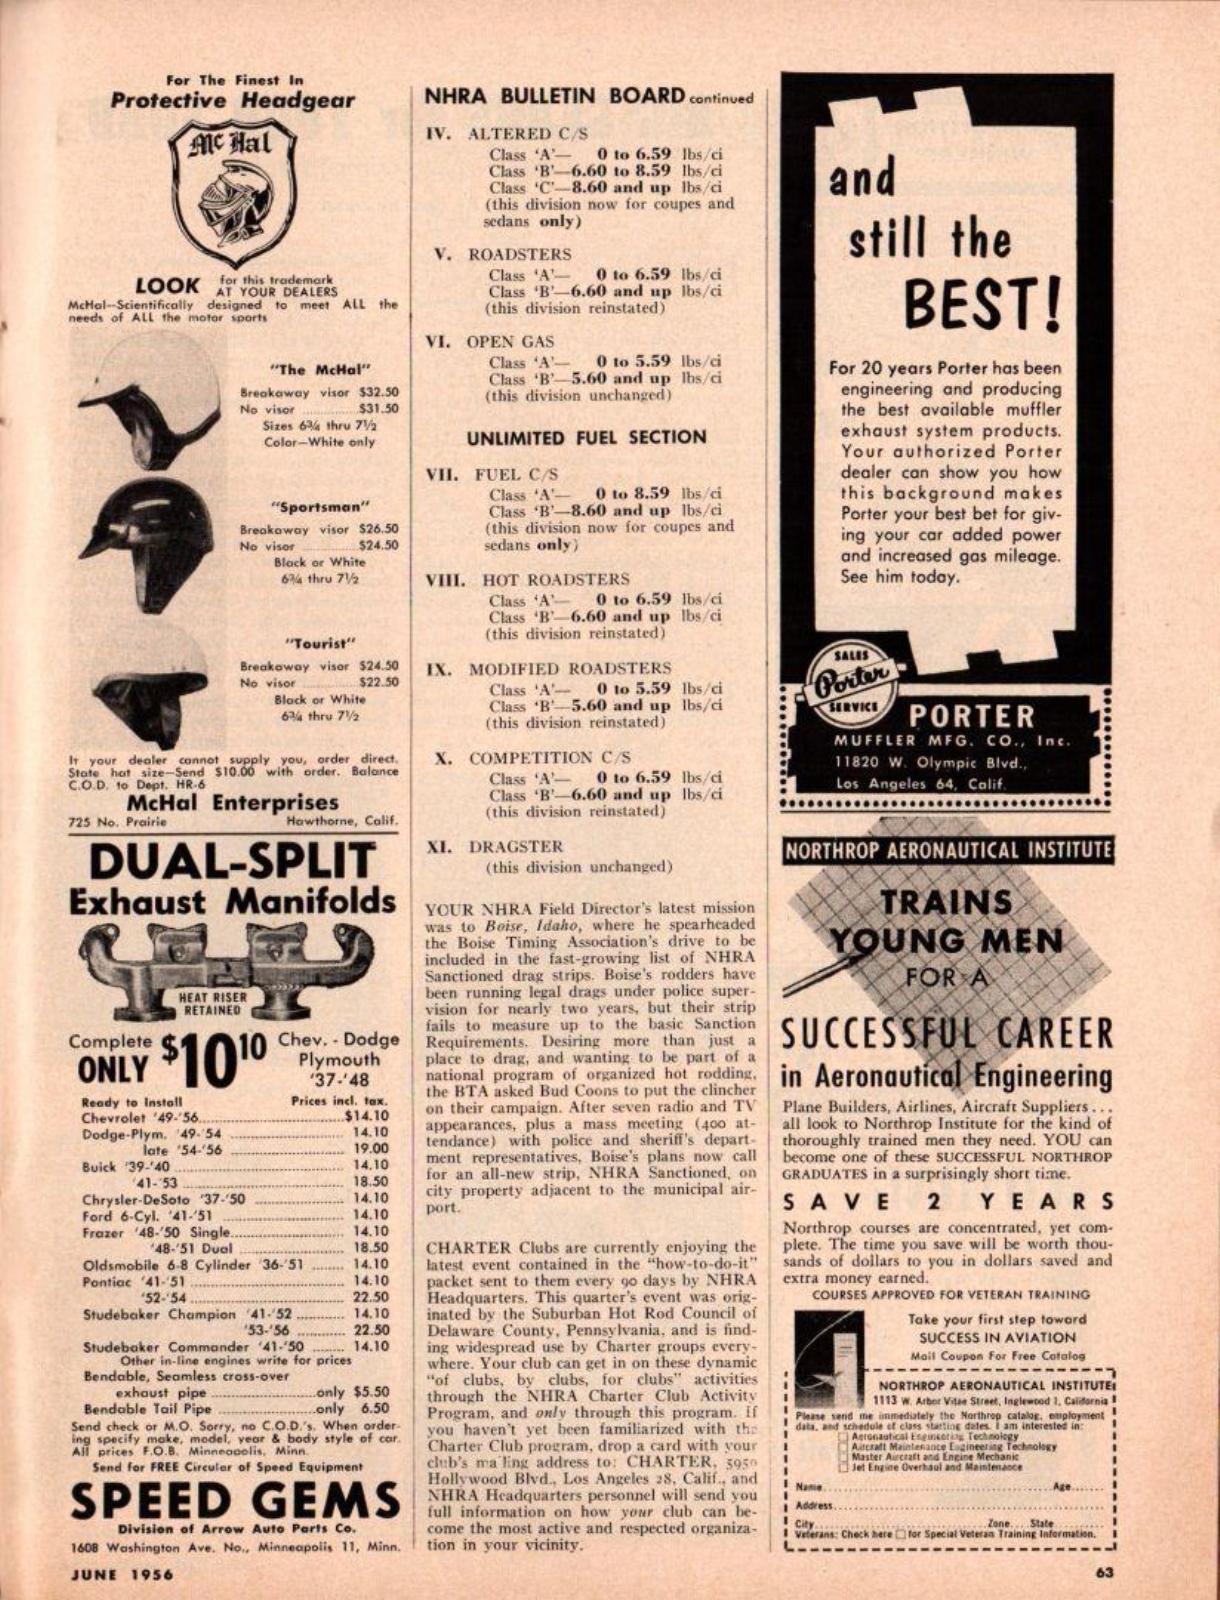 For The Finest In
Protective Headgear
Mc Hal
LOOK for this trademark
AT YOUR DEALERS
McHal—Scientifically designed to meet ALL the
needs of ALL the motor sports
"The McHal"
Breakaway visor $32.50
No visor ............$31.50
Sizes 6¾ thru 7½
Color—White only
"Sportsman"
Breakaway visor $26.50
No visor ............$24.50
Black or White
6¾ thru 7½
"Tourist"
Breakaway visor $24.50
No visor ............$22.50
Black or White
6¾ thru 7½
If your dealer cannot supply you, order direct.
State hat size—Send $10.00 with order. Balance
C.O.D. to Dept. HR-6
McHal Enterprises
725 No. Prairie Hawthorne, Calif.
DUAL-SPLIT
Exhaust Manifolds
HEAT RISER
RETAINED
Complete
ONLY $10¹⁰
Chev. - Dodge
Plymouth
'37-'48
Ready to Install Prices incl. tax.
Chevrolet '49-'56..............................$14.10
Dodge-Plym. '49-'54 ........................ 14.10
late '54-'56 ........................ 19.00
Buick '39-'40 .................................. 14.10
'41-'53 .................................. 18.50
Chrysler-DeSoto '37-'50 .................. 14.10
Ford 6-Cyl. '41-'51 ......................... 14.10
Frazer '48-'50 Single........................ 14.10
'48-'51 Dual ..................... 18.50
Oldsmobile 6-8 Cylinder '36-'51 ........ 14.10
Pontiac '41-'51 ............................... 14.10
'52-'54 ............................... 22.50
Studebaker Champion '41-'52 ............ 14.10
'53-'56 ............ 22.50
Studebaker Commander '41-'50 ........ 14.10
Other in-line engines write for prices
Bendable, Seamless cross-over
exhaust pipe .....................only $5.50
Bendable Tail Pipe .....................only 6.50
Send check or M.O. Sorry, no C.O.D.'s. When order-
ing specify make, model, year & body style of car.
All prices F.O.B. Minneapolis, Minn.
Send for FREE Circular of Speed Equipment
SPEED GEMS
Division of Arrow Auto Parts Co.
1608 Washington Ave. No., Minneapolis 11, Minn.
JUNE 1956
NHRA BULLETIN BOARD continued
IV. ALTERED C/S
Class 'A'— 0 to 6.59 lbs/ci
Class 'B'—6.60 to 8.59 lbs/ci
Class 'C'—8.60 and up lbs/ci
(this division now for coupes and
sedans only)
V. ROADSTERS
Class 'A'— 0 to 6.59 lbs/ci
Class 'B'—6.60 and up lbs/ci
(this division reinstated)
VI. OPEN GAS
Class 'A'— 0 to 5.59 lbs/ci
Class 'B'—5.60 and up lbs/ci
(this division unchanged)
UNLIMITED FUEL SECTION
VII. FUEL C/S
Class 'A'— 0 to 8.59 lbs/ci
Class 'B'—8.60 and up lbs/ci
(this division now for coupes and
sedans only)
VIII. HOT ROADSTERS
Class 'A'— 0 to 6.59 lbs/ci
Class 'B'—6.60 and up lbs/ci
(this division reinstated)
IX. MODIFIED ROADSTERS
Class 'A'— 0 to 5.59 lbs/ci
Class 'B'—5.60 and up lbs/ci
(this division reinstated)
X. COMPETITION C/S
Class 'A'— 0 to 6.59 lbs/ci
Class 'B'—6.60 and up lbs/ci
(this division reinstated)
XI. DRAGSTER
(this division unchanged)
YOUR NHRA Field Director's latest mission
was to Boise, Idaho, where he spearheaded
the Boise Timing Association's drive to be
included in the fast-growing list of NHRA
Sanctioned drag strips. Boise's rodders have
been running legal drags under police super-
vision for nearly two years, but their strip
fails to measure up to the basic Sanction
Requirements. Desiring more than just a
place to drag, and wanting to be part of a
national program of organized hot rodding,
the BTA asked Bud Coons to put the clincher
on their campaign. After seven radio and TV
appearances, plus a mass meeting (400 at-
tendance) with police and sheriff's depart-
ment representatives, Boise's plans now call
for an all-new strip, NHRA Sanctioned, on
city property adjacent to the municipal air-
port.
CHARTER Clubs are currently enjoying the
latest event contained in the "how-to-do-it"
packet sent to them every 90 days by NHRA
Headquarters. This quarter's event was orig-
inated by the Suburban Hot Rod Council of
Delaware County, Pennsylvania, and is find-
ing widespread use by Charter groups every-
where. Your club can get in on these dynamic
"of clubs, by clubs, for clubs" activities
through the NHRA Charter Club Activity
Program, and only through this program. If
you haven't yet been familiarized with the
Charter Club program, drop a card with your
club's mailing address to: CHARTER, 5950
Hollywood Blvd., Los Angeles 28, Calif., and
NHRA Headquarters personnel will send you
full information on how your club can be-
come the most active and respected organiza-
tion in your vicinity.
and
still the
BEST!
For 20 years Porter has been
engineering and producing
the best available muffler
exhaust system products.
Your authorized Porter
dealer can show you how
this background makes
Porter your best bet for giv-
ing your car added power
and increased gas mileage.
See him today.
SALES
Porter
SERVICE
PORTER
MUFFLER MFG. CO., Inc.
11820 W. Olympic Blvd.,
Los Angeles 64, Calif.
NORTHROP AERONAUTICAL INSTITUTE
TRAINS
YOUNG MEN
FOR A
SUCCESSFUL CAREER
in Aeronautical Engineering
Plane Builders, Airlines, Aircraft Suppliers . . .
all look to Northrop Institute for the kind of
thoroughly trained men they need. YOU can
become one of these SUCCESSFUL NORTHROP
GRADUATES in a surprisingly short time.
SAVE 2 YEARS
Northrop courses are concentrated, yet com-
plete. The time you save will be worth thou-
sands of dollars to you in dollars saved and
extra money earned.
COURSES APPROVED FOR VETERAN TRAINING
Take your first step toward
SUCCESS IN AVIATION
Mail Coupon For Free Catalog
NORTHROP AERONAUTICAL INSTITUTE
1113 W. Arbor Vitae Street, Inglewood 1, California
Please send me immediately the Northrop catalog, employment
data, and schedule of class starting dates. I am interested in:
Aeronautical Engineering Technology
Aircraft Maintenance Engineering Technology
Master Aircraft and Engine Mechanic
Jet Engine Overhaul and Maintenance
Name.............................................Age.......
Address.............................................
City..............................Zone....State..........
Veterans: Check here for Special Veteran Training Information.
63